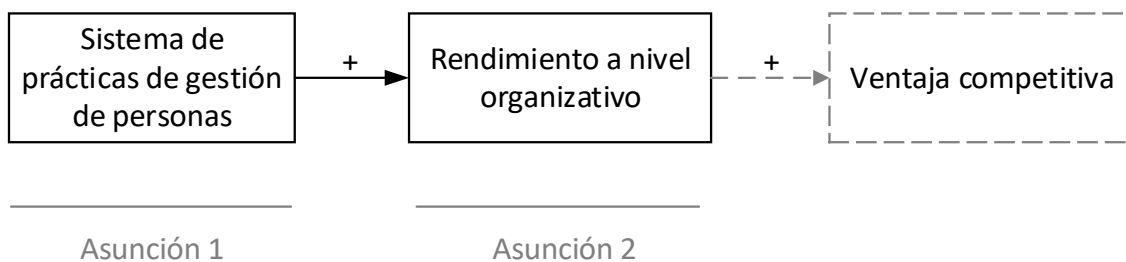 Sistema de
prácticas de gestión
de personas
+
Rendimiento a nivel
organizativo
+
Ventaja competitiva
Asunción 1
Asunción 2